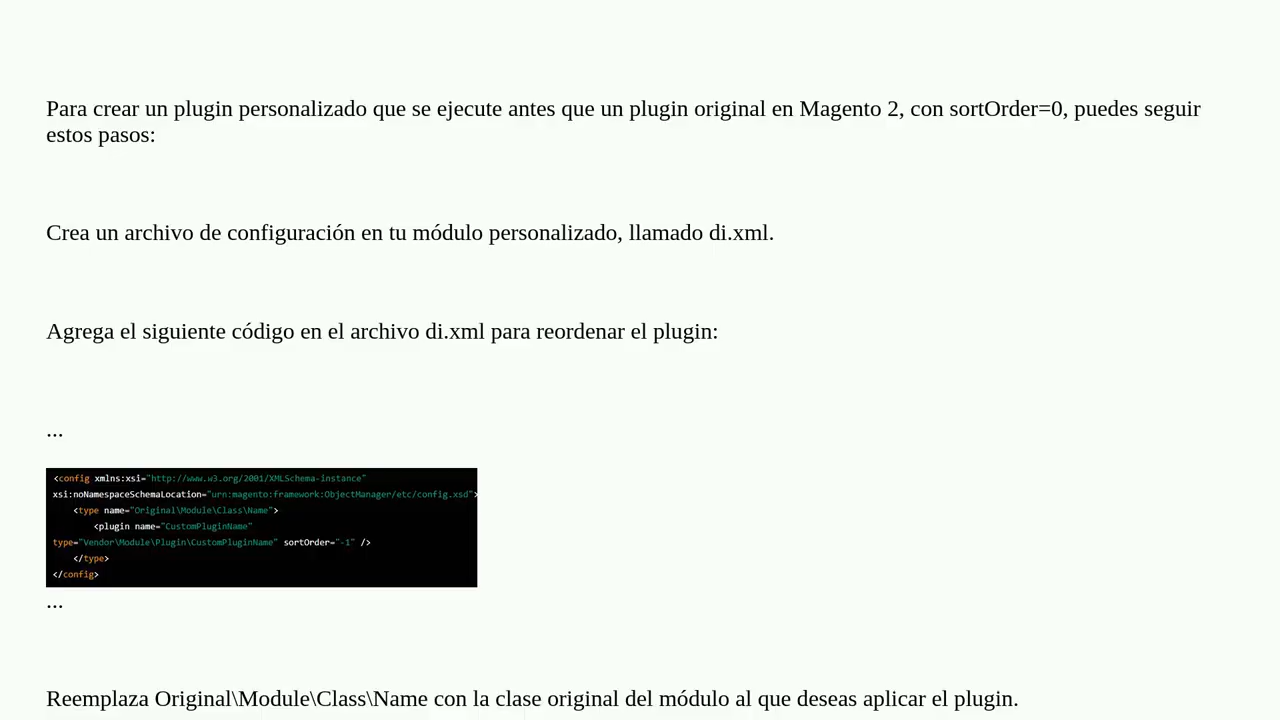 Para crear un plugin personalizado que se ejecute antes que un plugin original en Magento 2, con sortOrder=0, puedes seguir
estos pasos:
Crea un archivo de configuración en tu módulo personalizado, llamado di.xml.
Agrega el siguiente código en el archivo di.xml para reordenar el plugin:
...
<config xmlns:xsi="http://www.w3.org/2001/XMLSchema-instance"
xsi:noNamespaceSchemaLocation="urn:magento:framework:ObjectManager/etc/config.xsd">
<type name="Original\Module\Class\Name">
<plugin name="CustomPluginName"
type="Vendor\Module\Plugin\CustomPluginName" sortOrder="-1" />
</type>
</config>
...
Reemplaza Original\Module\Class\Name con la clase original del módulo al que deseas aplicar el plugin.